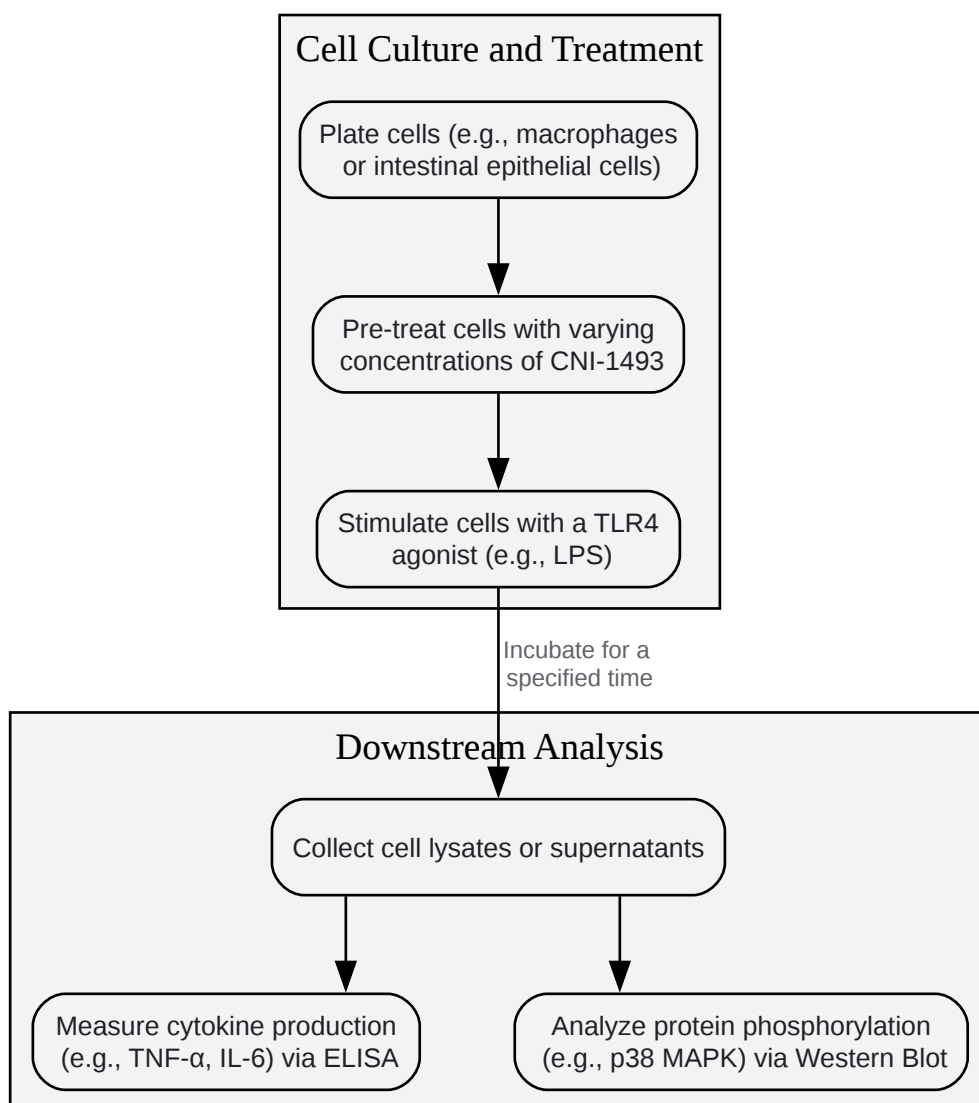 Cell Culture and Treatment
Plate cells (e.g., macrophages
or intestinal epithelial cells)
Pre-treat cells with varying
concentrations of CNI-1493
Stimulate cells with a TLR4
agonist (e.g., LPS)
Incubate for a
specified time
Downstream Analysis
Collect cell lysates or supernatants
Measure cytokine production
(e.g., TNF-α, IL-6) via ELISA
Analyze protein phosphorylation
(e.g., p38 MAPK) via Western Blot